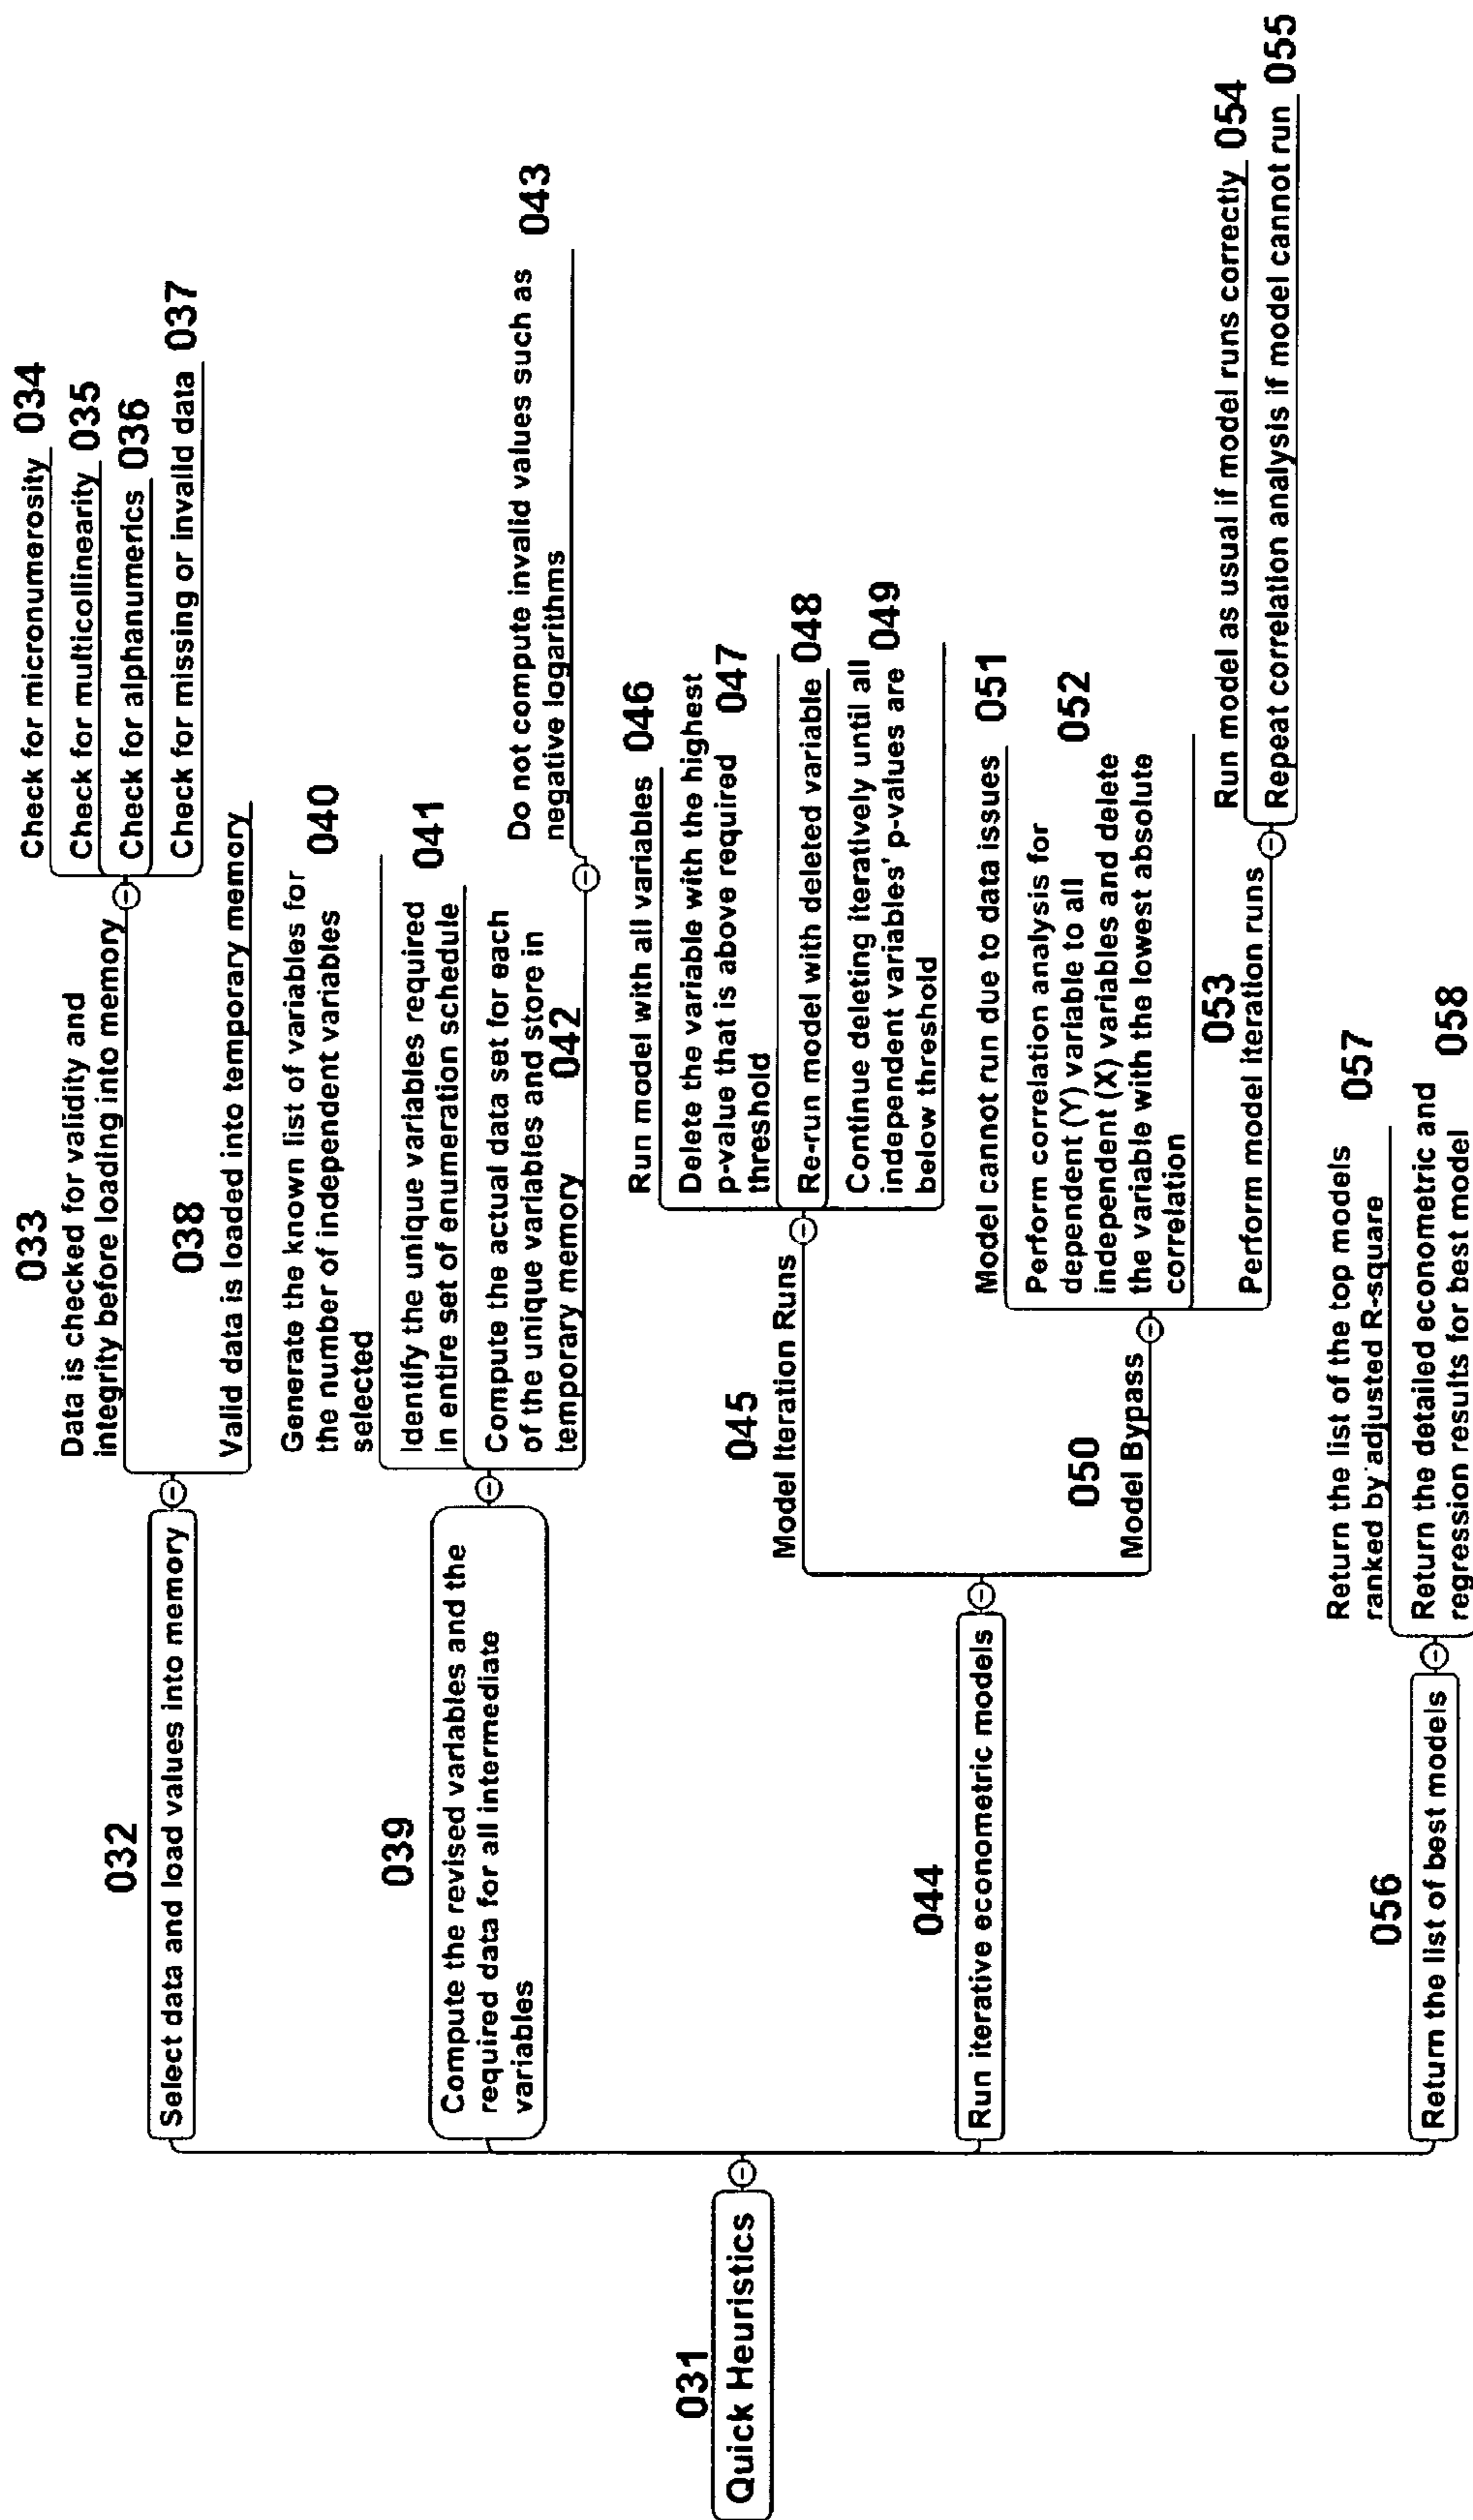 031
Quick Heuristics
032
Select data and load values into memory
033
Data is checked for validity and
integrity before loading into memory
Check for micronumerosity 034
Check for multicollinearity 035
Check for alphanumerics 036
Check for missing or invalid data 037
038
Valid data is loaded into temporary memory
039
Compute the revised variables and the
required data for all intermediate
variables
Generate the known list of variables for
the number of independent variables 040
selected
Identify the unique variables required 041
in entire set of enumeration schedule
Compute the actual data set for each
of the unique variables and store in
temporary memory 042
Do not compute invalid values such as 043
negative logarithms
044
Run iterative econometric models
045
Model Iteration Runs
Run model with all variables 046
Delete the variable with the highest
p-value that is above required 047
threshold
Re-run model with deleted variable 048
Continue deleting iteratively until all
independent variables' p-values are 049
below threshold
050
Model Bypass
Model cannot run due to data issues 051
Perform correlation analysis for
dependent (Y) variable to all 052
independent (X) variables and delete
the variable with the lowest absolute
correlation
053
Perform model iteration runs
Run model as usual if model runs correctly 054
Repeat correlation analysis if model cannot run 055
056
Return the list of best models
Return the list of the top models 057
ranked by adjusted R-square
Return the detailed econometric and
regression results for best model 058